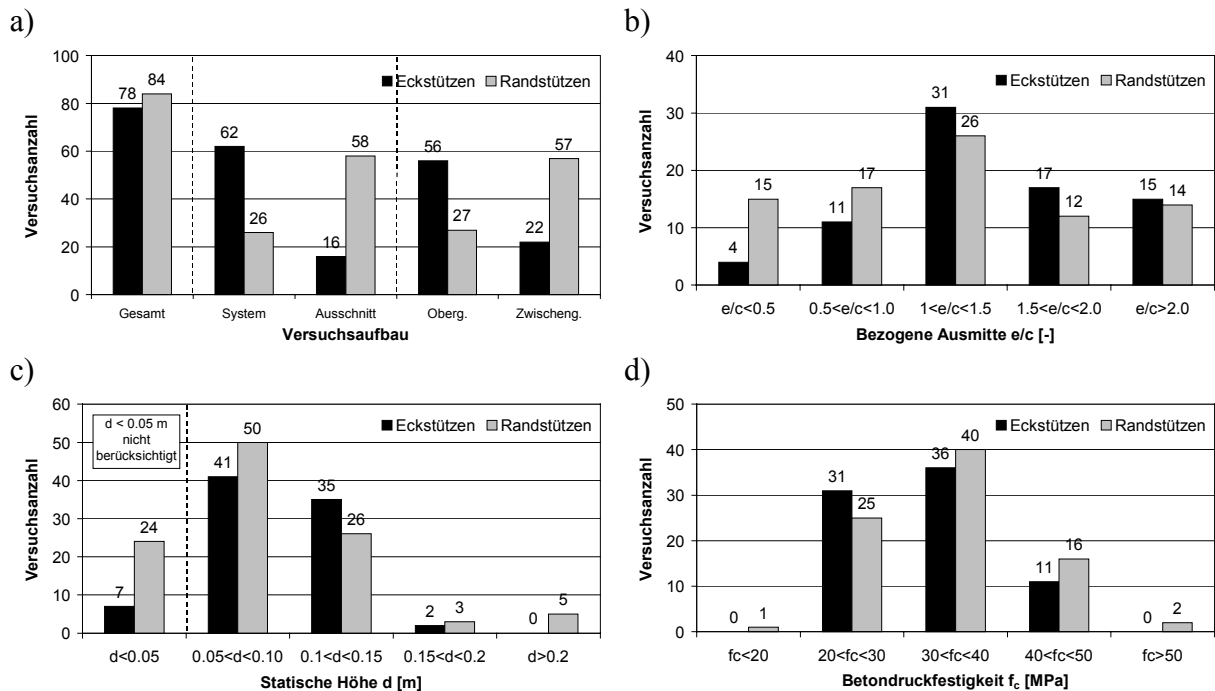 a)
100
80
60
40
20
0
Versuchsanzahl
Eckstützen Randstützen
78 84
62 26
16 58
56 27
22 57
Gesamt System Ausschnitt Oberg. Zwischeng.
Versuchsaufbau
b)
40
30
20
10
0
Versuchsanzahl
Eckstützen Randstützen
4 15
11 17
31 26
17 12
15 14
e/c<0.5 0.5<e/c<1.0 1<e/c<1.5 1.5<e/c<2.0 e/c>2.0
Bezogene Ausmitte e/c [-]
c)
60
50
40
30
20
10
0
Versuchsanzahl
d < 0.05 m
nicht
berücksichtigt
Eckstützen Randstützen
7 24
41 50
35 26
2 3
0 5
d<0.05 0.05<d<0.10 0.1<d<0.15 0.15<d<0.2 d>0.2
Statische Höhe d [m]
d)
50
40
30
20
10
0
Versuchsanzahl
Eckstützen Randstützen
0 1
31 25
36 40
11 16
0 2
fc<20 20<fc<30 30<fc<40 40<fc<50 fc>50
Betondruckfestigkeit fc [MPa]